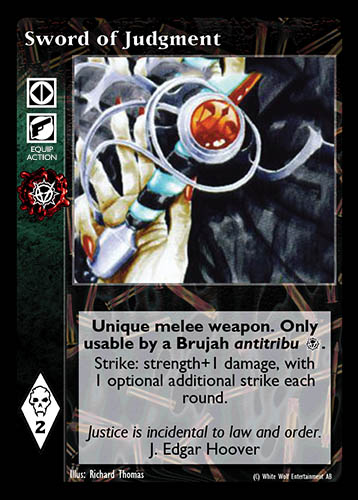 Sword of Judgment
EQUIP
ACTION
Unique melee weapon. Only
usable by a Brujah antitribu .
Strike: strength+1 damage, with
1 optional additional strike each
round.
Justice is incidental to law and order.
J. Edgar Hoover
2
Illus: Richard Thomas
(C) White Wolf Entertainment AB